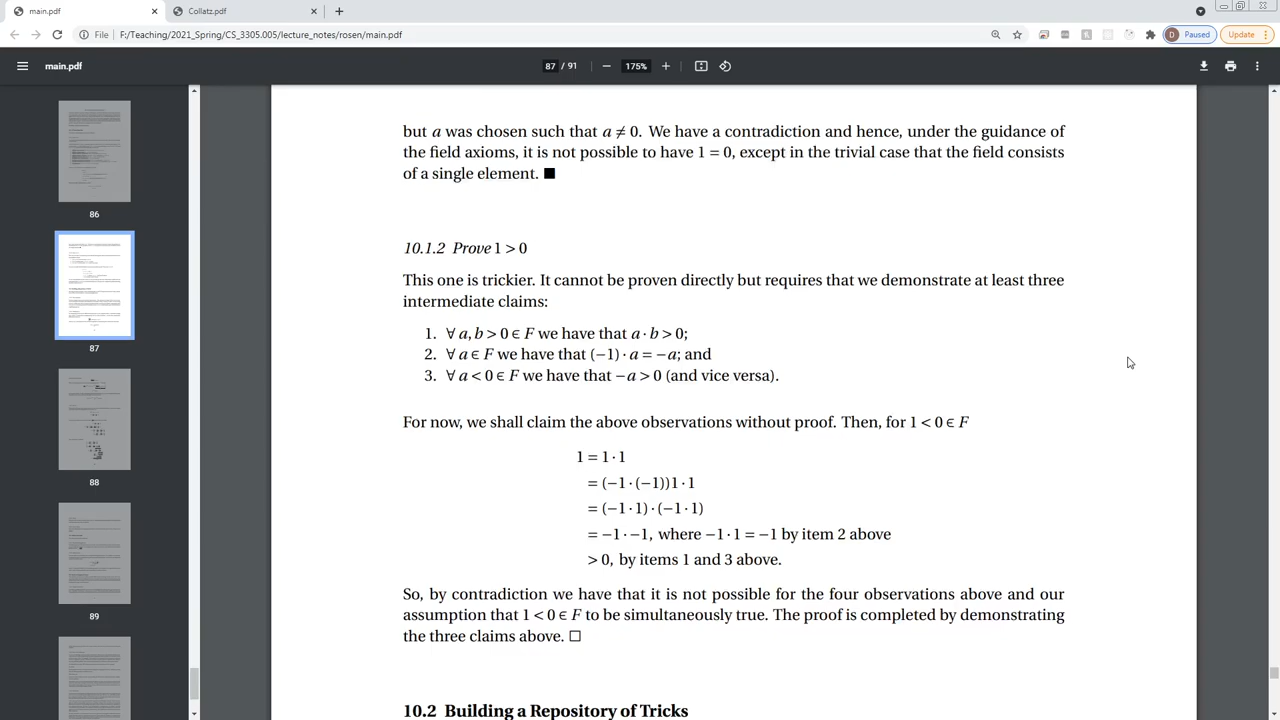 main.pdf
Collatz.pdf
File F:/Teaching/2021_Spring/CS_3305.005/lecture_notes/rosen/main.pdf
D Paused
Update
main.pdf
87 / 91
175%
86
87
88
89
but a was chosen such that a ≠ 0. We have a contradiction and hence, under the guidance of
the field axioms, it is not possible to have 1 = 0, except in the trivial case that the field consists
of a single element. ■
10.1.2 Prove 1 > 0
This one is tricky. It cannot be proven directly but requires that we demonstrate at least three
intermediate claims:
1. ∀ a, b > 0 ∈ F we have that a · b > 0;
2. ∀ a ∈ F we have that (−1) · a = −a; and
3. ∀ a < 0 ∈ F we have that −a > 0 (and vice versa).
For now, we shall claim the above observations without proof. Then, for 1 < 0 ∈ F
1 = 1 · 1
= (−1 · (−1))1 · 1
= (−1 · 1) · (−1 · 1)
= −1 · −1, where −1 · 1 = −1 by item 2 above
> 0, by items 1 and 3 above.
So, by contradiction we have that it is not possible for the four observations above and our
assumption that 1 < 0 ∈ F to be simultaneously true. The proof is completed by demonstrating
the three claims above. □
10.2 Building a Repository of Tricks